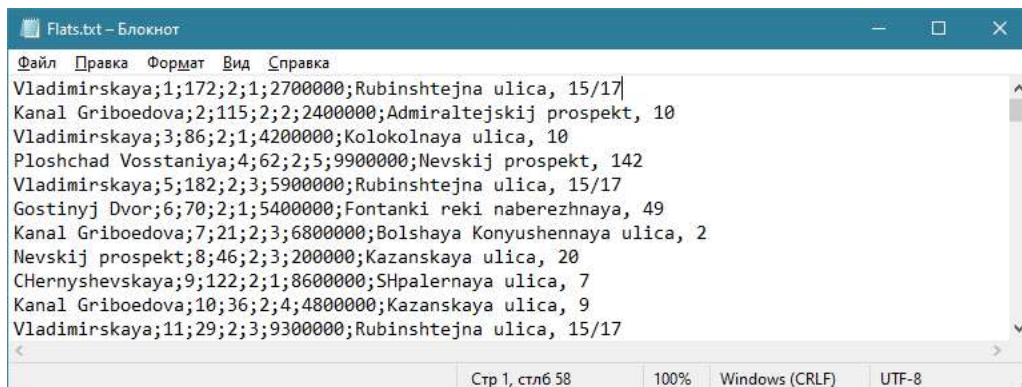 Flats.txt – Блокнот
Файл Правка Формат Вид Справка
Vladimirskaya;1;172;2;1;2700000;Rubinshtejna ulica, 15/17
Kanal Griboedova;2;115;2;2;2400000;Admiraltejskij prospekt, 10
Vladimirskaya;3;86;2;1;4200000;Kolokolnaya ulica, 10
Ploshchad Vosstaniya;4;62;2;5;9900000;Nevskij prospekt, 142
Vladimirskaya;5;182;2;3;5900000;Rubinshtejna ulica, 15/17
Gostinyj Dvor;6;70;2;1;5400000;Fontanki reki naberezhnaya, 49
Kanal Griboedova;7;21;2;3;6800000;Bolshaya Konyushennaya ulica, 2
Nevskij prospekt;8;46;2;3;200000;Kazanskaya ulica, 20
CHernyshevskaya;9;122;2;1;8600000;SHpalernaya ulica, 7
Kanal Griboedova;10;36;2;4;4800000;Kazanskaya ulica, 9
Vladimirskaya;11;29;2;3;9300000;Rubinshtejna ulica, 15/17
Стр 1, стлб 58 100% Windows (CRLF) UTF-8